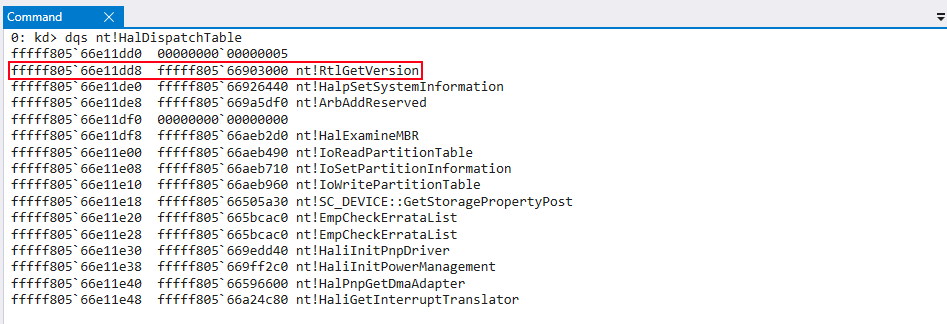 Command
0: kd> dqs nt!HalDispatchTable
fffff805`66e11dd0  00000000`00000005
fffff805`66e11dd8  fffff805`66903000 nt!RtlGetVersion
fffff805`66e11de0  fffff805`66926440 nt!HalpSetSystemInformation
fffff805`66e11de8  fffff805`669a5df0 nt!ArbAddReserved
fffff805`66e11df0  00000000`00000000
fffff805`66e11df8  fffff805`66aeb2d0 nt!HalExamineMBR
fffff805`66e11e00  fffff805`66aeb490 nt!IoReadPartitionTable
fffff805`66e11e08  fffff805`66aeb710 nt!IoSetPartitionInformation
fffff805`66e11e10  fffff805`66aeb960 nt!IoWritePartitionTable
fffff805`66e11e18  fffff805`66505a30 nt!SC_DEVICE::GetStoragePropertyPost
fffff805`66e11e20  fffff805`665bcac0 nt!EmpCheckErrataList
fffff805`66e11e28  fffff805`665bcac0 nt!EmpCheckErrataList
fffff805`66e11e30  fffff805`669edd40 nt!HaliInitPnpDriver
fffff805`66e11e38  fffff805`669ff2c0 nt!HaliInitPowerManagement
fffff805`66e11e40  fffff805`66596600 nt!HalPnpGetDmaAdapter
fffff805`66e11e48  fffff805`66a24c80 nt!HaliGetInterruptTranslator